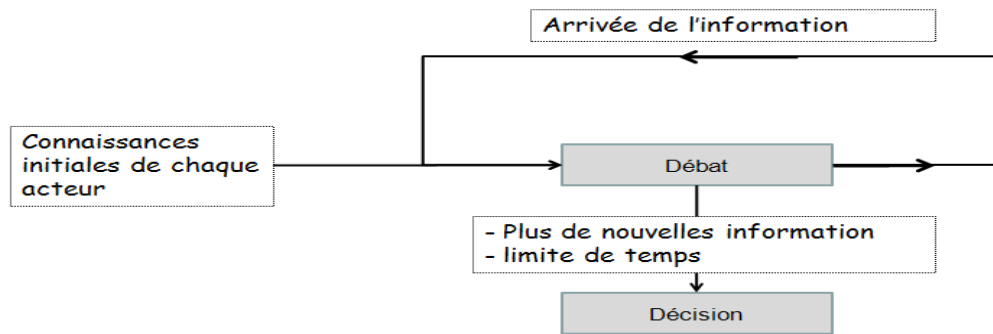 Arrivée de l'information
Connaissances
initiales de chaque
acteur
Débat
- Plus de nouvelles information
- limite de temps
Décision